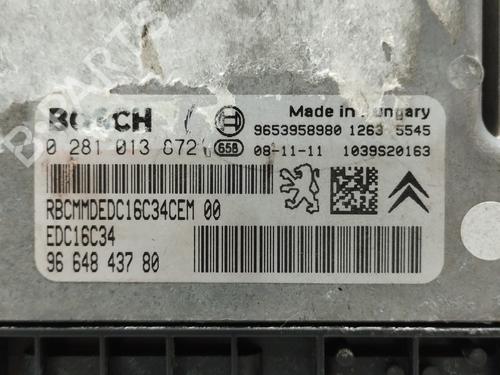 BOSCH
Made in Hungary
9653958980 1263 5545
0 281 013 872 65B 08-11-11 1039S20163
RBCMMDEDC16C34CEM 00
EDC16C34
96 648 437 80